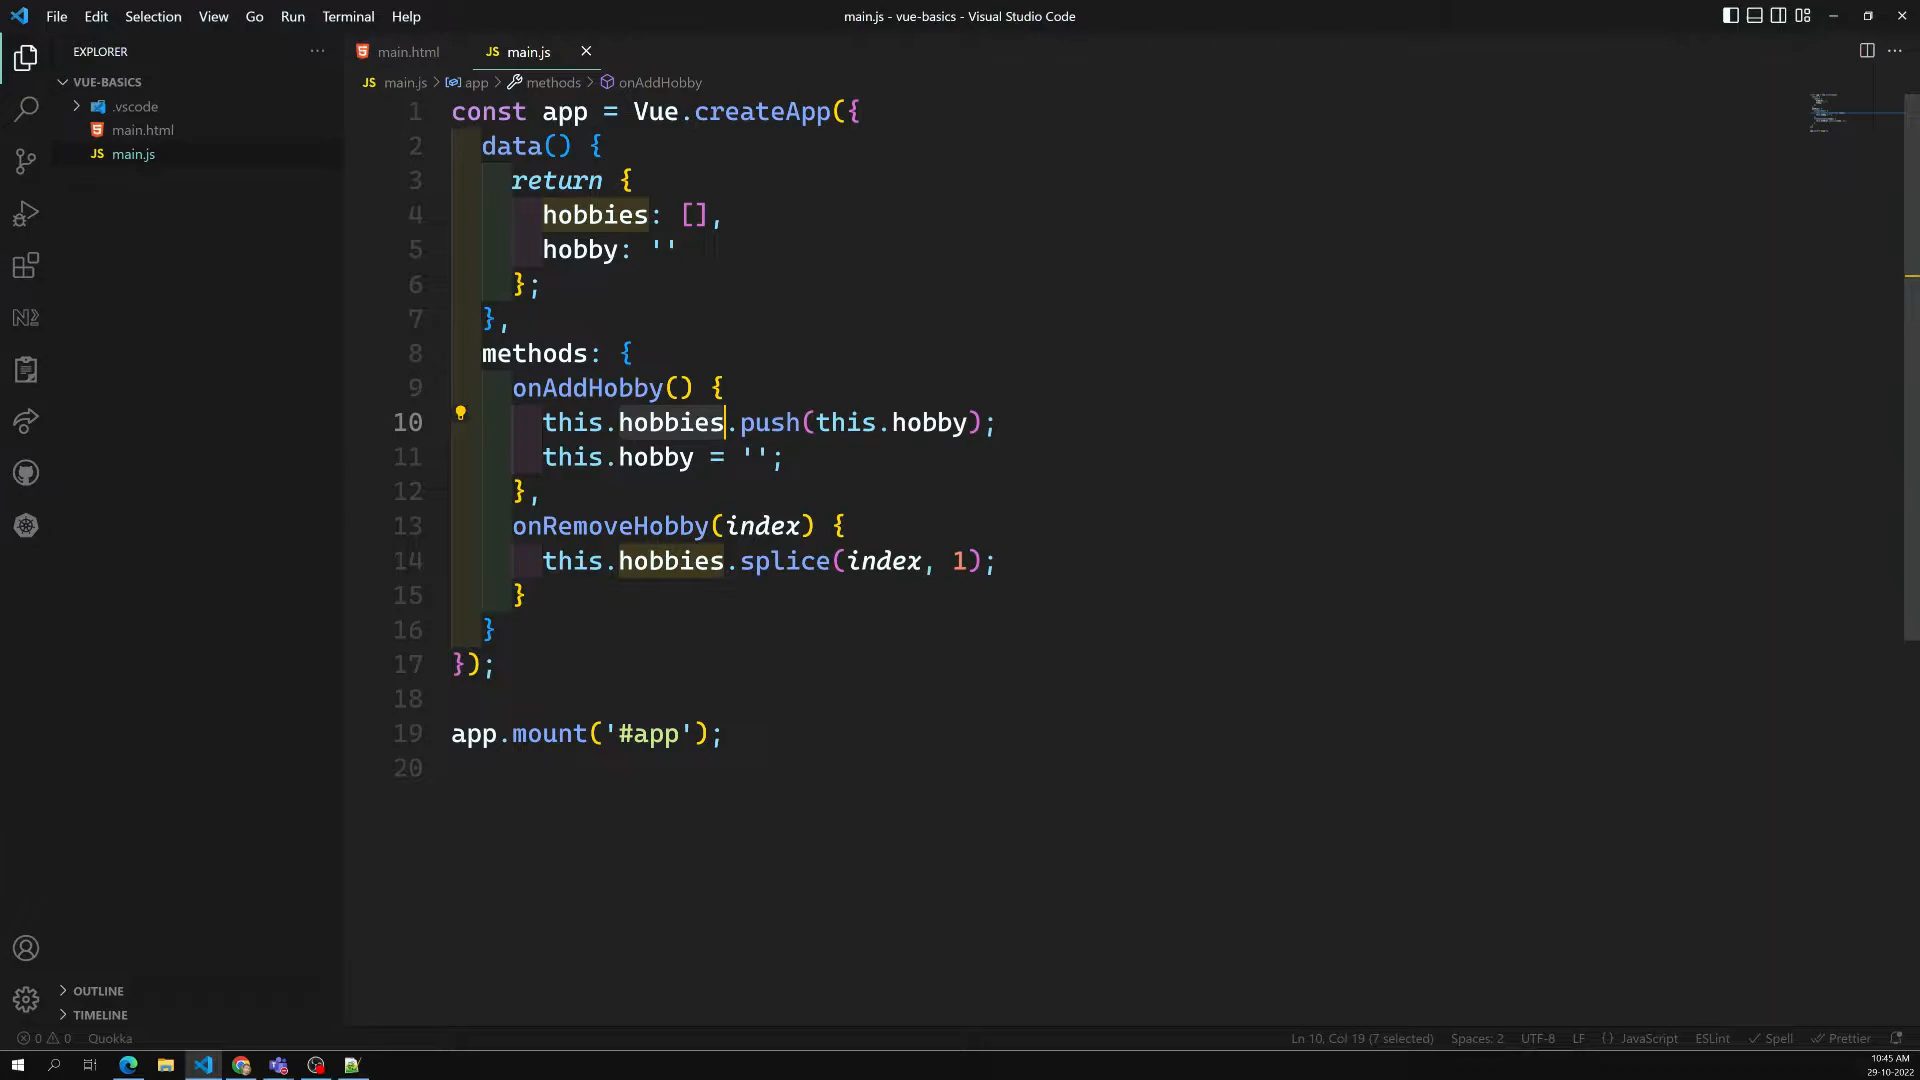 File Edit Selection View Go Run Terminal Help
main.js - vue-basics - Visual Studio Code
EXPLORER
VUE-BASICS
.vscode
main.html
JS main.js
main.html
JS main.js
JS main.js > app > methods > onAddHobby
1 const app = Vue.createApp({
2 data() {
3 return {
4 hobbies: [],
5 hobby: ''
6 };
7 },
8 methods: {
9 onAddHobby() {
10 this.hobbies.push(this.hobby);
11 this.hobby = '';
12 },
13 onRemoveHobby(index) {
14 this.hobbies.splice(index, 1);
15 }
16 }
17 });
18
19 app.mount('#app');
20
OUTLINE
TIMELINE
0 0 Quokka
Ln 10, Col 19 (7 selected) Spaces: 2 UTF-8 LF {} JavaScript ESLint Spell Prettier
10:45 AM
29-10-2022